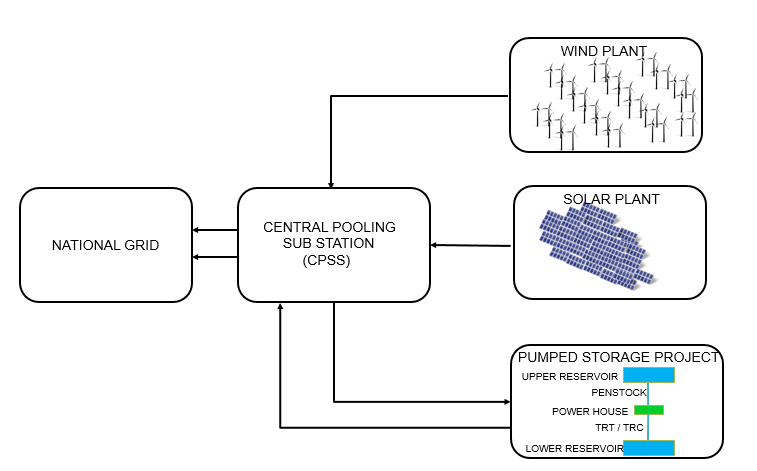 WIND PLANT
SOLAR PLANT
CENTRAL POOLING
SUB STATION
(CPSS)
NATIONAL GRID
PUMPED STORAGE PROJECT
UPPER RESERVOIR
PENSTOCK
POWER HOUSE
TRT / TRC
LOWER RESERVOIR